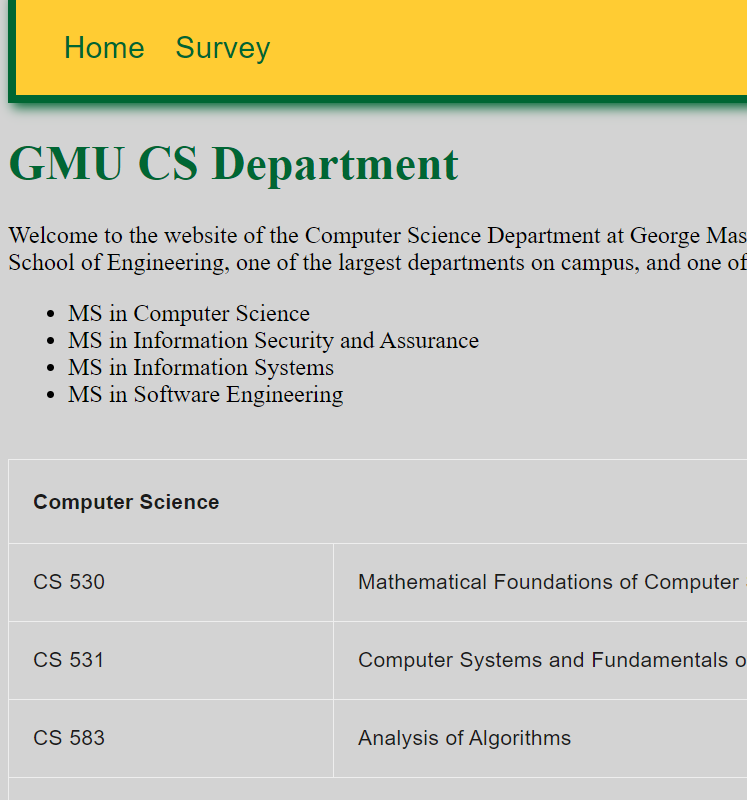 Home Survey
GMU CS Department
Welcome to the website of the Computer Science Department at George Mas
School of Engineering, one of the largest departments on campus, and one of
• MS in Computer Science
• MS in Information Security and Assurance
• MS in Information Systems
• MS in Software Engineering
Computer Science
CS 530 Mathematical Foundations of Computer
CS 531 Computer Systems and Fundamentals o
CS 583 Analysis of Algorithms